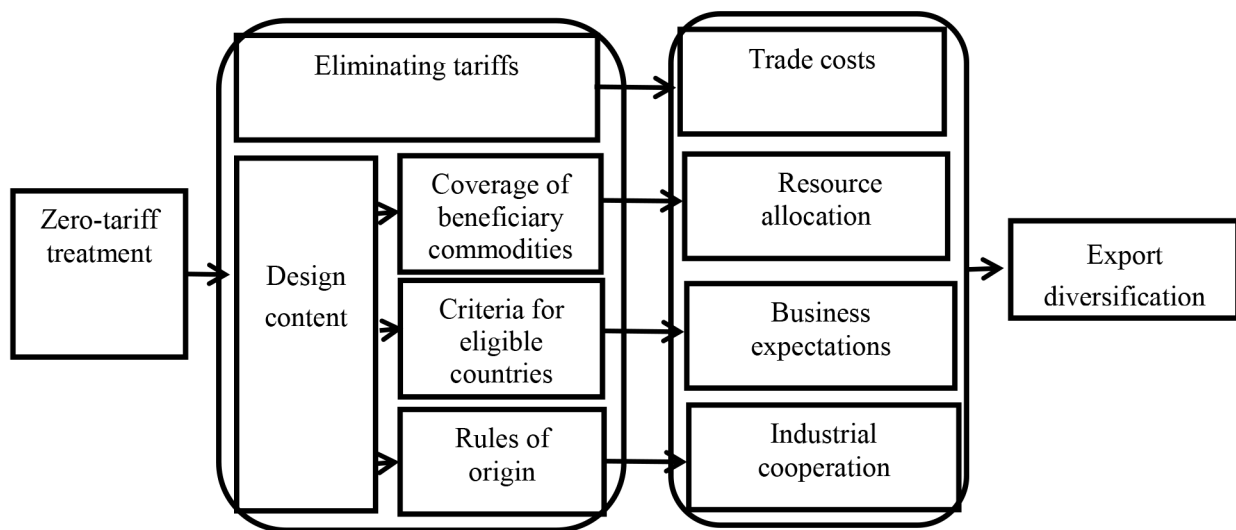 Zero-tariff
treatment
Eliminating tariffs
Design
content
Coverage of
beneficiary
commodities
Criteria for
eligible
countries
Rules of
origin
Trade costs
Resource
allocation
Business
expectations
Industrial
cooperation
Export
diversification